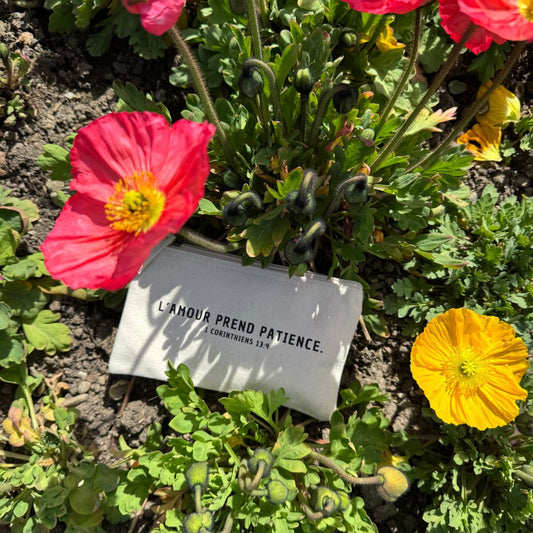 L'AMOUR PREND PATIENCE.
1 CORINTHIENS 13:4